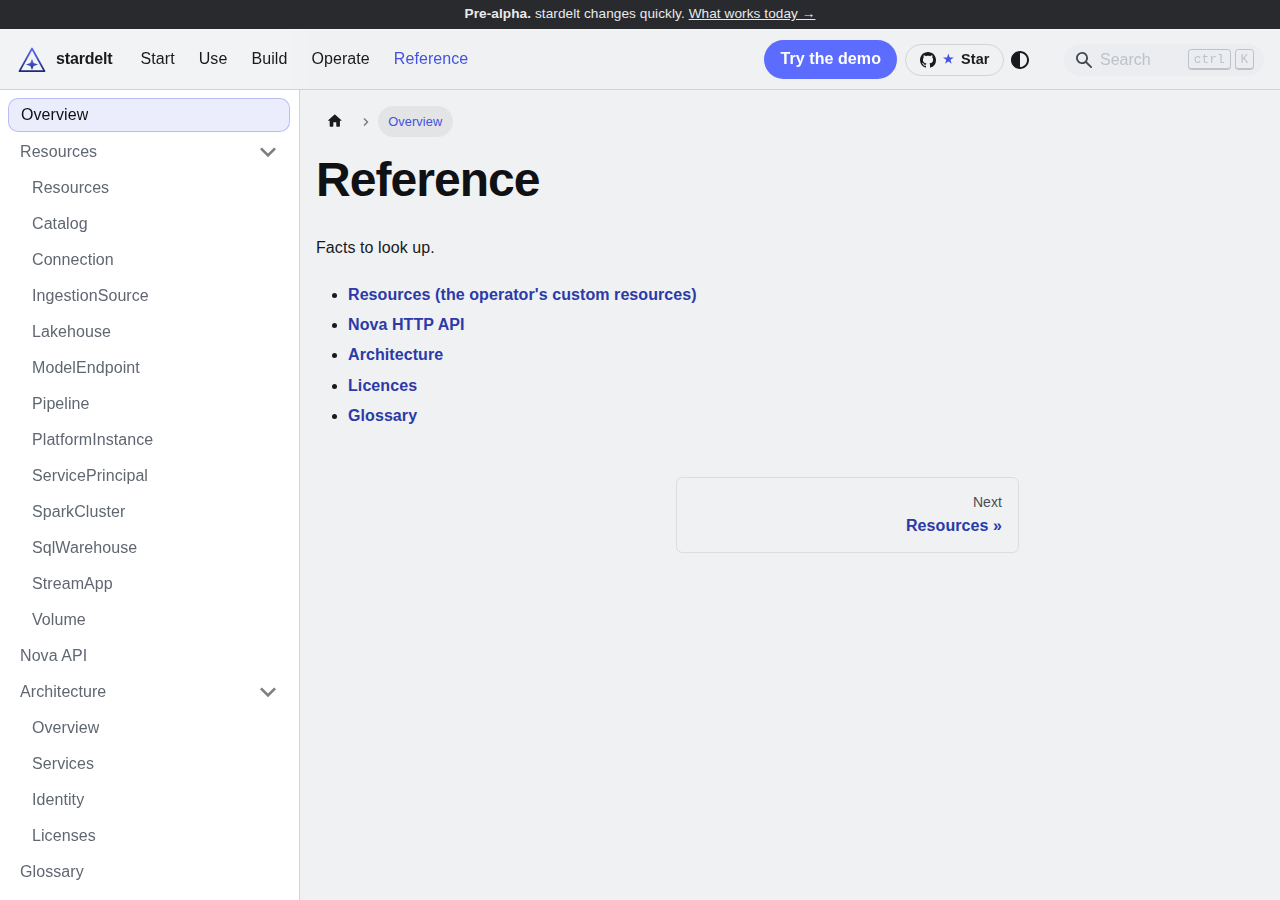 Pre-alpha. stardelt changes quickly. What works today →
stardelt Start Use Build Operate Reference Try the demo ★ Star Search ctrl K
Overview
Resources
Resources
Catalog
Connection
IngestionSource
Lakehouse
ModelEndpoint
Pipeline
PlatformInstance
ServicePrincipal
SparkCluster
SqlWarehouse
StreamApp
Volume
Nova API
Architecture
Overview
Services
Identity
Licenses
Glossary
Overview
Reference
Facts to look up.
Resources (the operator's custom resources)
Nova HTTP API
Architecture
Licences
Glossary
Next
Resources »